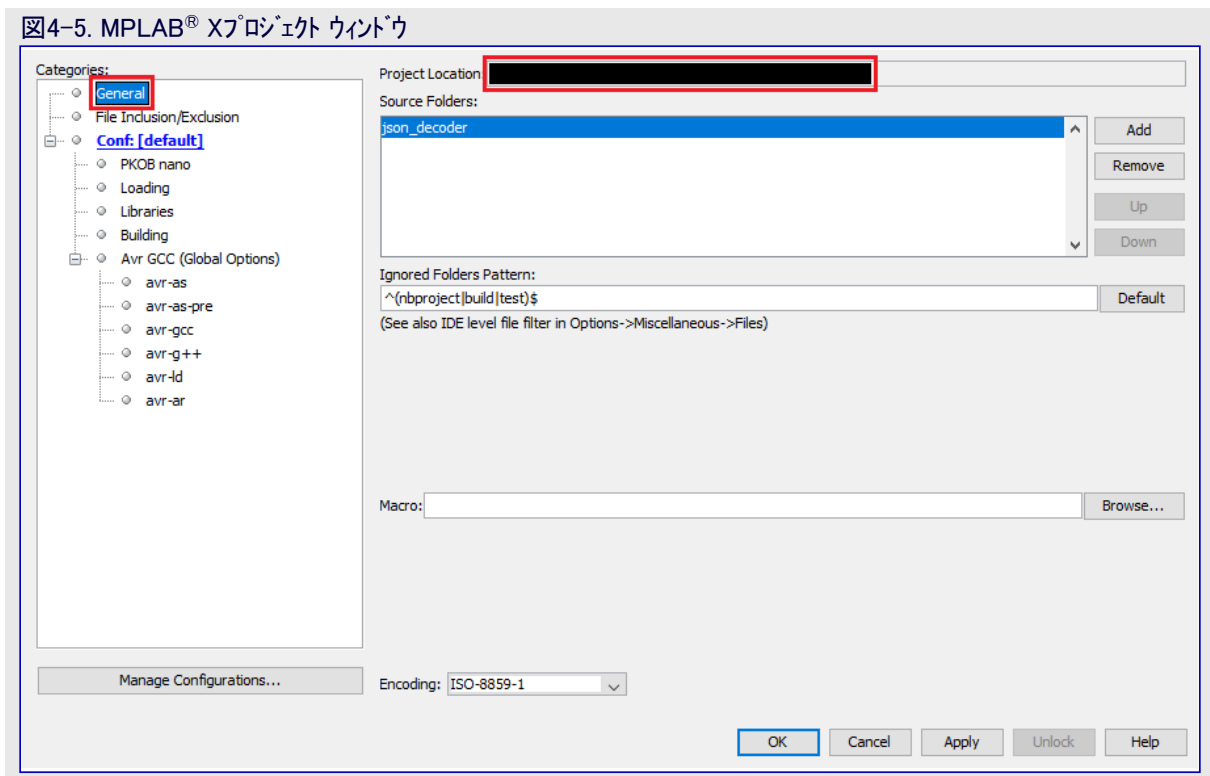 図4-5. MPLAB® Xﾌﾟﾛｼﾞｪｸﾄ ｳｨﾝﾄﾞｳ
Categories:
General
File Inclusion/Exclusion
Conf: [default]
PKOB nano
Loading
Libraries
Building
Avr GCC (Global Options)
avr-as
avr-as-pre
avr-gcc
avr-g++
avr-ld
avr-ar
Manage Configurations...
Project Location:
Source Folders:
json_decoder
Add
Remove
Up
Down
Ignored Folders Pattern:
^(nbproject|build|test)$
Default
(See also IDE level file filter in Options->Miscellaneous->Files)
Macro:
Browse...
Encoding: ISO-8859-1
OK Cancel Apply Unlock Help